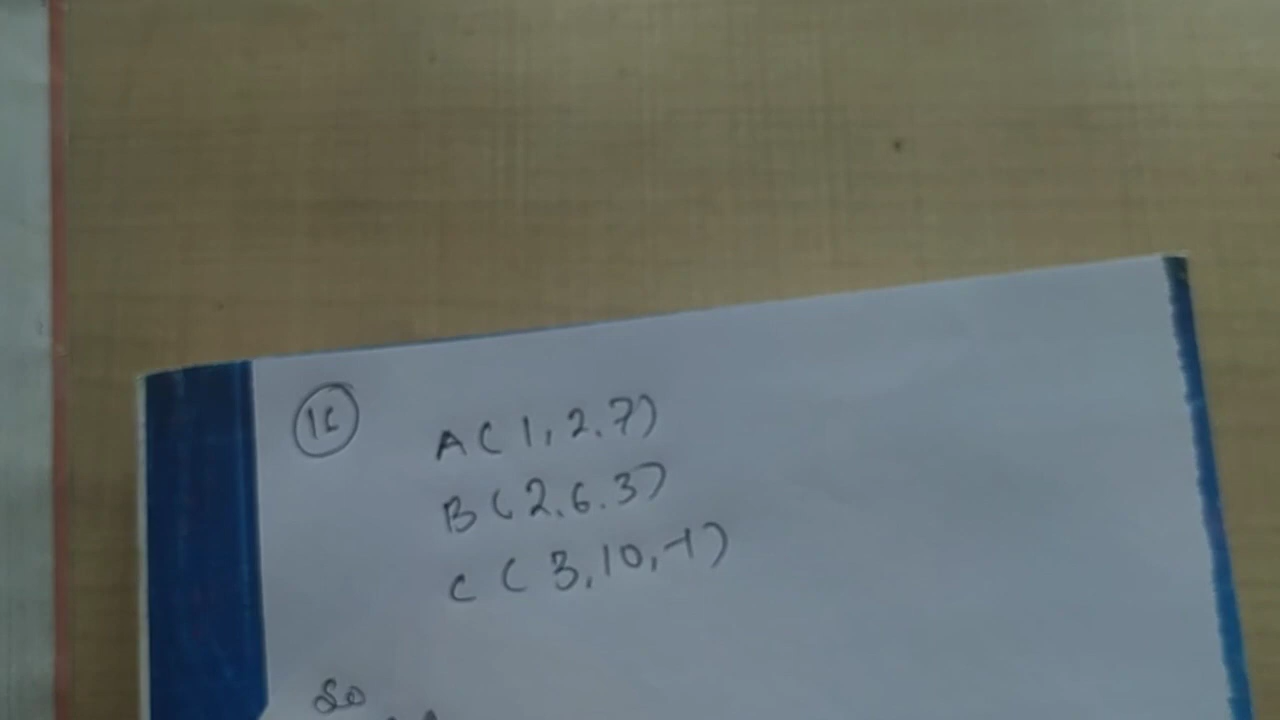 16
A(1,2.7)
B(2.6.3)
C(3,10,-1)
So